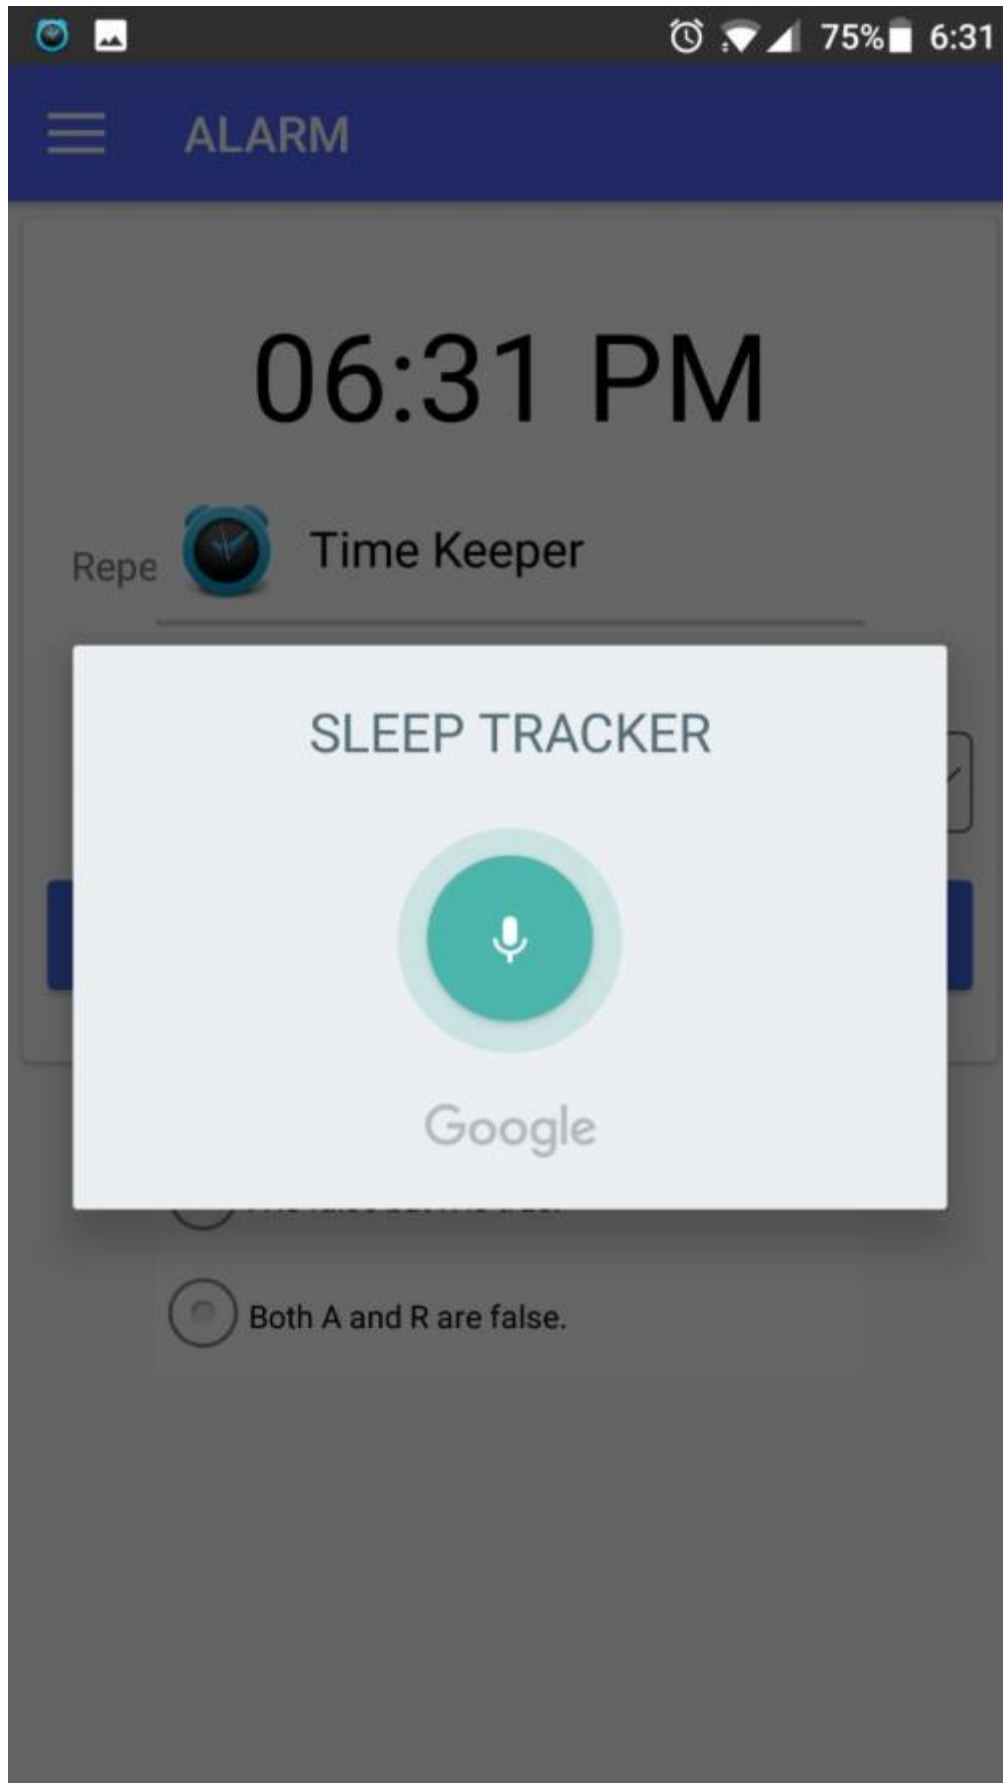 75% 6:31
ALARM
06:31 PM
Repe
Time Keeper
SLEEP TRACKER
Google
Both A and R are false.